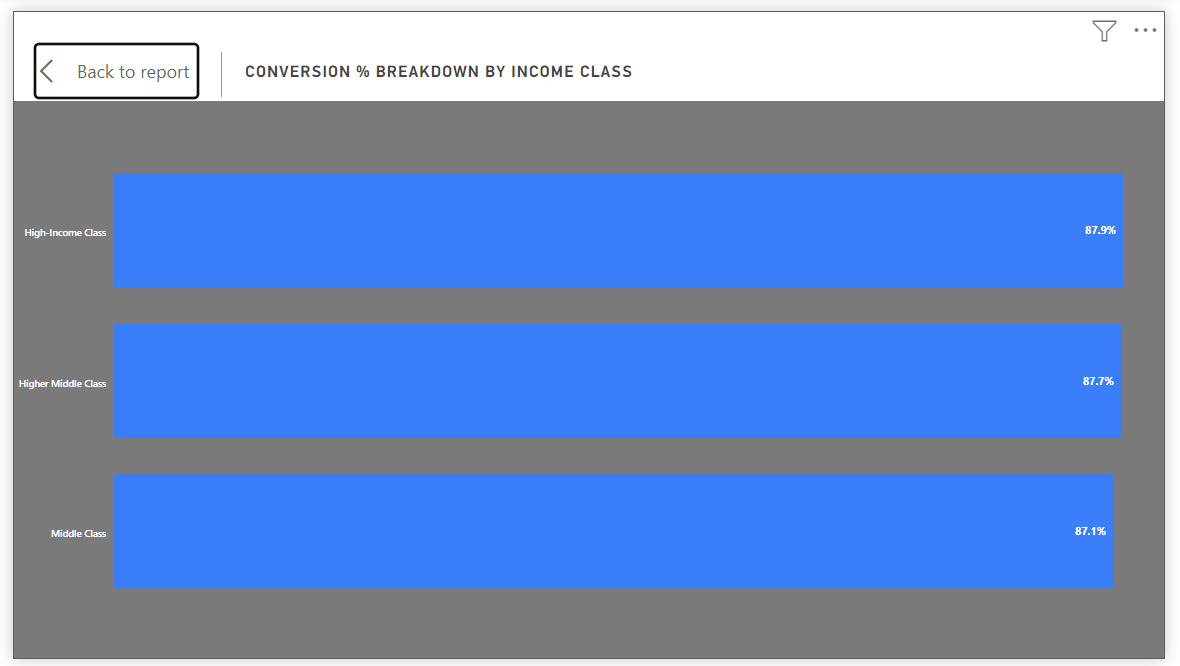 Back to report
CONVERSION % BREAKDOWN BY INCOME CLASS
High-Income Class
87.9%
Higher Middle Class
87.7%
Middle Class
87.1%